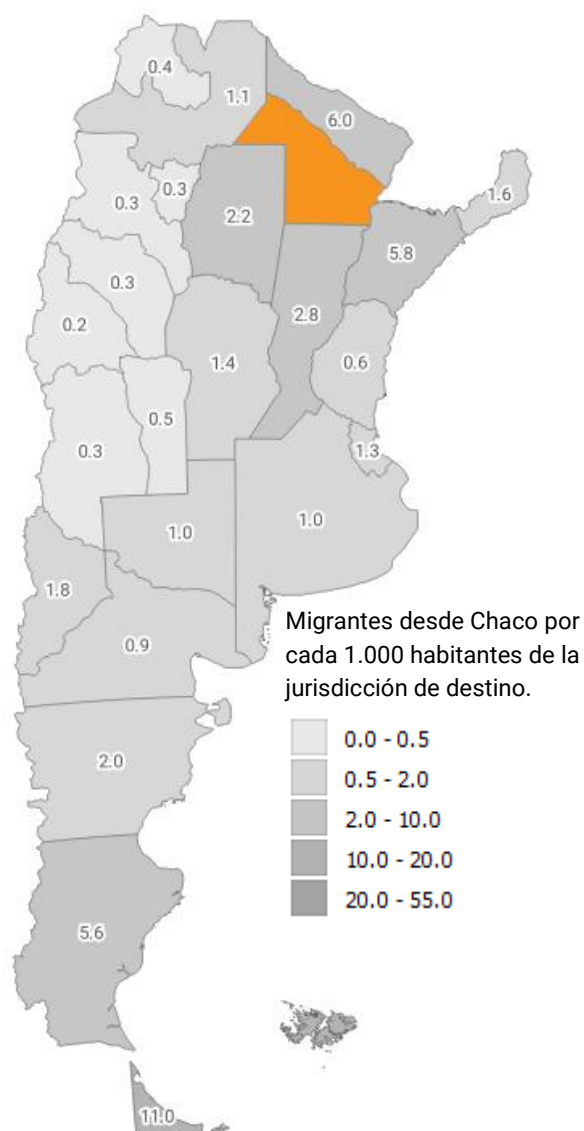 0.4
1.1
6.0
0.3
0.3
2.2
1.6
5.8
0.3
2.8
0.2
1.4
0.6
0.5
0.3
1.3
1.0
1.0
1.8
0.9
Migrantes desde Chaco por
cada 1.000 habitantes de la
jurisdicción de destino.
0.0 - 0.5
0.5 - 2.0
2.0 - 10.0
10.0 - 20.0
20.0 - 55.0
2.0
5.6
11.0